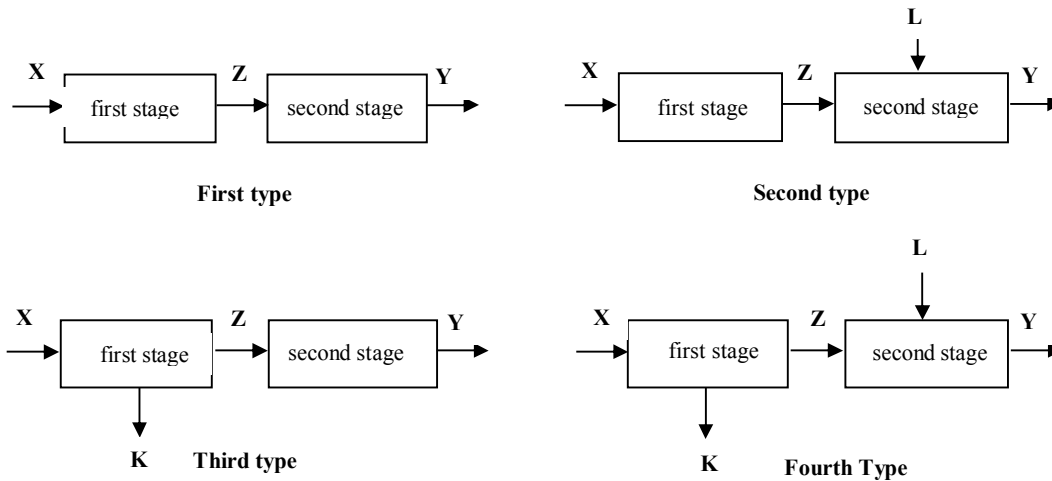 X
first stage
Z
second stage
Y
First type
L
X
first stage
Z
second stage
Y
Second type
X
first stage
Z
second stage
Y
K
Third type
L
X
first stage
Z
second stage
Y
K
Fourth Type